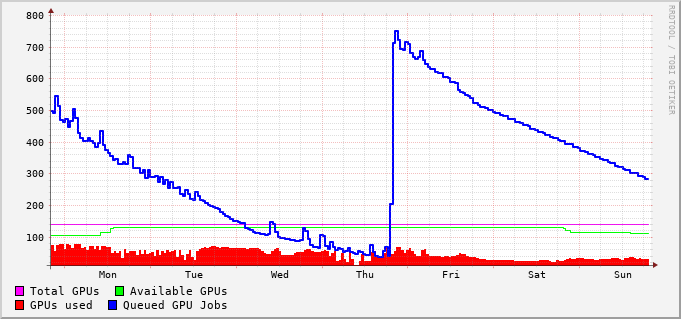 RRDTOOL / TOBI OETIKER
800
700
600
500
400
300
200
100
Mon Tue Wed Thu Fri Sat Sun
Total GPUs Available GPUs
GPUs used Queued GPU Jobs